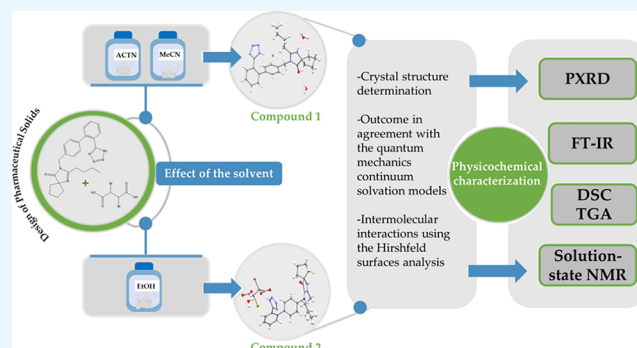 ACTN
MeCN
Compound 1
Design of Pharmaceutical Solids
+
Effect of the solvent
EtOH
Compound 2
-Crystal structure
determination
-Outcome in
agreement with
the quantum
mechanics
continuum
solvation models
-Intermolecular
interactions using
the Hirshfeld
surfaces analysis
Physicochemical
characterization
PXRD
FT-IR
DSC
TGA
Solution-
state NMR